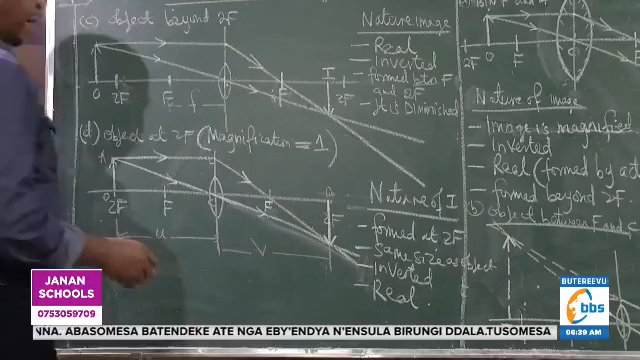 (c) object beyond 2F
O 2F F f F I 2F
Nature image
- Real
- Inverted
- formed btn F
and 2F
- It is Diminished
(d) object at 2F (Magnification = 1)
2F F F 2F
u
V
Nature of I
- formed at 2F
- Same size as object
- Inverted
- Real.
2F F C F
Nature of image
- Image is magnified
- Inverted
- Real (formed by
- formed beyond 2F.
(b) object between F and C
JANAN
SCHOOLS
0753059709
BUTEREEVU
bbs
06:39 AM
NNA. ABASOMESA BATENDEKE ATE NGA EBY'ENDYA N'ENSULA BIRUNGI DDALA.TUSOMESA